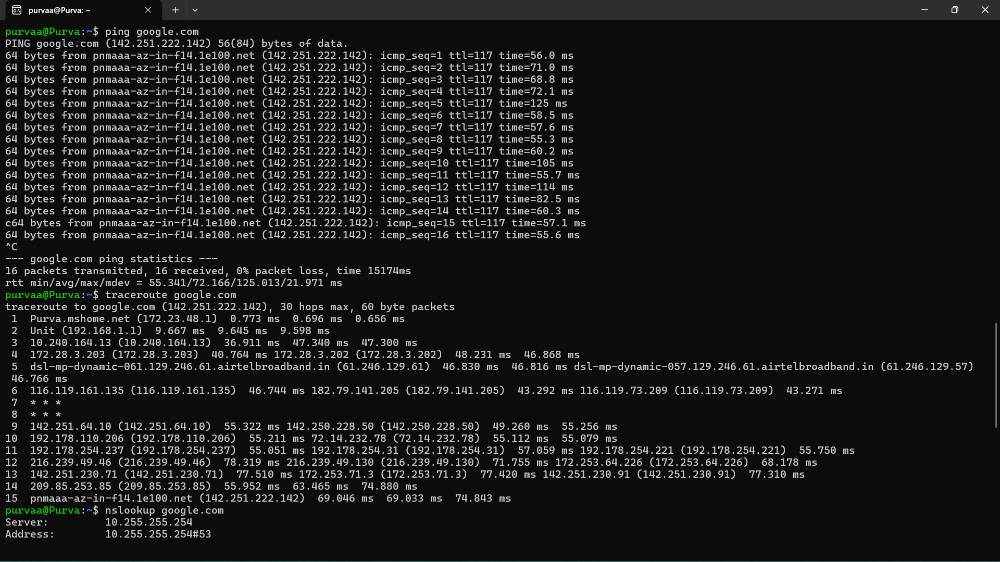 purvaa@Purva: ~
purvaa@Purva:~$ ping google.com
PING google.com (142.251.222.142) 56(84) bytes of data.
64 bytes from pnmaaa-az-in-f14.1e100.net (142.251.222.142): icmp_seq=1 ttl=117 time=56.0 ms
64 bytes from pnmaaa-az-in-f14.1e100.net (142.251.222.142): icmp_seq=2 ttl=117 time=71.0 ms
64 bytes from pnmaaa-az-in-f14.1e100.net (142.251.222.142): icmp_seq=3 ttl=117 time=68.8 ms
64 bytes from pnmaaa-az-in-f14.1e100.net (142.251.222.142): icmp_seq=4 ttl=117 time=72.1 ms
64 bytes from pnmaaa-az-in-f14.1e100.net (142.251.222.142): icmp_seq=5 ttl=117 time=125 ms
64 bytes from pnmaaa-az-in-f14.1e100.net (142.251.222.142): icmp_seq=6 ttl=117 time=58.5 ms
64 bytes from pnmaaa-az-in-f14.1e100.net (142.251.222.142): icmp_seq=7 ttl=117 time=57.6 ms
64 bytes from pnmaaa-az-in-f14.1e100.net (142.251.222.142): icmp_seq=8 ttl=117 time=55.3 ms
64 bytes from pnmaaa-az-in-f14.1e100.net (142.251.222.142): icmp_seq=9 ttl=117 time=60.2 ms
64 bytes from pnmaaa-az-in-f14.1e100.net (142.251.222.142): icmp_seq=10 ttl=117 time=105 ms
64 bytes from pnmaaa-az-in-f14.1e100.net (142.251.222.142): icmp_seq=11 ttl=117 time=55.7 ms
64 bytes from pnmaaa-az-in-f14.1e100.net (142.251.222.142): icmp_seq=12 ttl=117 time=114 ms
64 bytes from pnmaaa-az-in-f14.1e100.net (142.251.222.142): icmp_seq=13 ttl=117 time=82.5 ms
64 bytes from pnmaaa-az-in-f14.1e100.net (142.251.222.142): icmp_seq=14 ttl=117 time=60.3 ms
c64 bytes from pnmaaa-az-in-f14.1e100.net (142.251.222.142): icmp_seq=15 ttl=117 time=57.1 ms
64 bytes from pnmaaa-az-in-f14.1e100.net (142.251.222.142): icmp_seq=16 ttl=117 time=55.6 ms
^C
--- google.com ping statistics ---
16 packets transmitted, 16 received, 0% packet loss, time 15174ms
rtt min/avg/max/mdev = 55.341/72.166/125.013/21.971 ms
purvaa@Purva:~$ traceroute google.com
traceroute to google.com (142.251.222.142), 30 hops max, 60 byte packets
 1  Purva.mshome.net (172.23.48.1)  0.773 ms  0.696 ms  0.656 ms
 2  Unit (192.168.1.1)  9.667 ms  9.645 ms  9.598 ms
 3  10.240.164.13 (10.240.164.13)  36.911 ms  47.340 ms  47.300 ms
 4  172.28.3.203 (172.28.3.203)  40.764 ms 172.28.3.202 (172.28.3.202)  48.231 ms  46.868 ms
 5  dsl-mp-dynamic-061.129.246.61.airtelbroadband.in (61.246.129.61)  46.830 ms  46.816 ms dsl-mp-dynamic-057.129.246.61.airtelbroadband.in (61.246.129.57)
 46.766 ms
 6  116.119.161.135 (116.119.161.135)  46.744 ms 182.79.141.205 (182.79.141.205)  43.292 ms 116.119.73.209 (116.119.73.209)  43.271 ms
 7  * * *
 8  * * *
 9  142.251.64.10 (142.251.64.10)  55.322 ms 142.250.228.50 (142.250.228.50)  49.260 ms  55.256 ms
10  192.178.110.206 (192.178.110.206)  55.211 ms 72.14.232.78 (72.14.232.78)  55.112 ms  55.079 ms
11  192.178.254.237 (192.178.254.237)  55.051 ms 192.178.254.31 (192.178.254.31)  57.059 ms 192.178.254.221 (192.178.254.221)  55.750 ms
12  216.239.49.46 (216.239.49.46)  78.319 ms 216.239.49.130 (216.239.49.130)  71.755 ms 172.253.64.226 (172.253.64.226)  68.178 ms
13  142.251.230.71 (142.251.230.71)  77.510 ms 172.253.71.3 (172.253.71.3)  77.420 ms 142.251.230.91 (142.251.230.91)  77.310 ms
14  209.85.253.85 (209.85.253.85)  55.952 ms  63.465 ms  74.880 ms
15  pnmaaa-az-in-f14.1e100.net (142.251.222.142)  69.046 ms  69.033 ms  74.843 ms
purvaa@Purva:~$ nslookup google.com
Server:         10.255.255.254
Address:        10.255.255.254#53